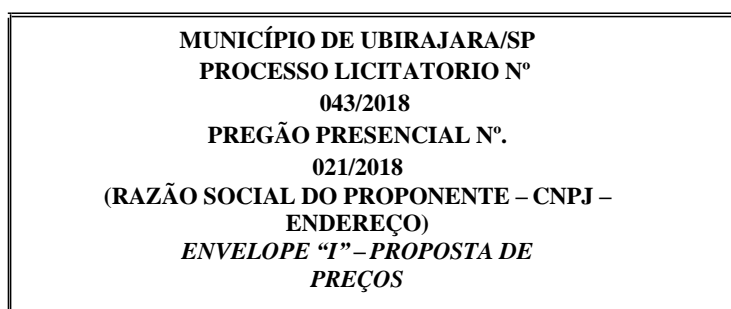 MUNICÍPIO DE UBIRAJARA/SP
PROCESSO LICITATORIO Nº
043/2018
PREGÃO PRESENCIAL Nº.
021/2018
(RAZÃO SOCIAL DO PROPONENTE – CNPJ –
ENDEREÇO)
ENVELOPE “I” – PROPOSTA DE
PREÇOS